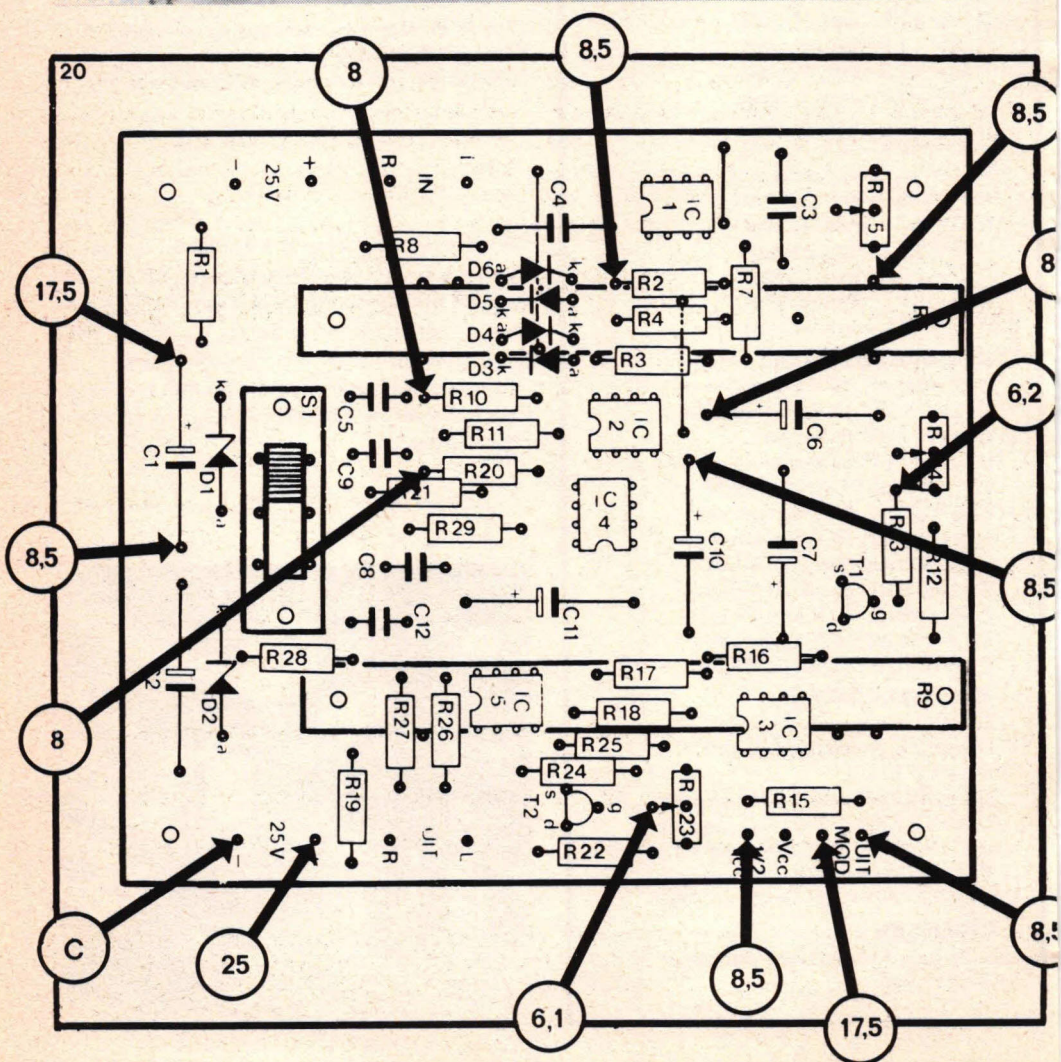 20
8
8,5
8,5
-
25V
+
R
IN
i
C4
IC 1
C3
R 5
R8
R1
D6
a
k
R2
R7
8
17,5
D5
k
a
R4
D4
a
k
D3
k
a
R3
6,2
k
S1
C5
R10
IC 2
+
C6
R11
+
C1
D1
C9
R20
R21
IC 4
a
R29
+
C10
C7
+
R3
R12
8,5
C8
T1
s
g
d
8,5
+
C11
C12
R28
R17
R16
D2
a
R27
R26
IC 5
R18
IC 3
R9
8
R25
R24
R19
s
g
d
T2
R 23
R15
25V
-
R
UIT
L
R22
Vcc
MOD
UIT
C
25
8,5
6,1
17,5